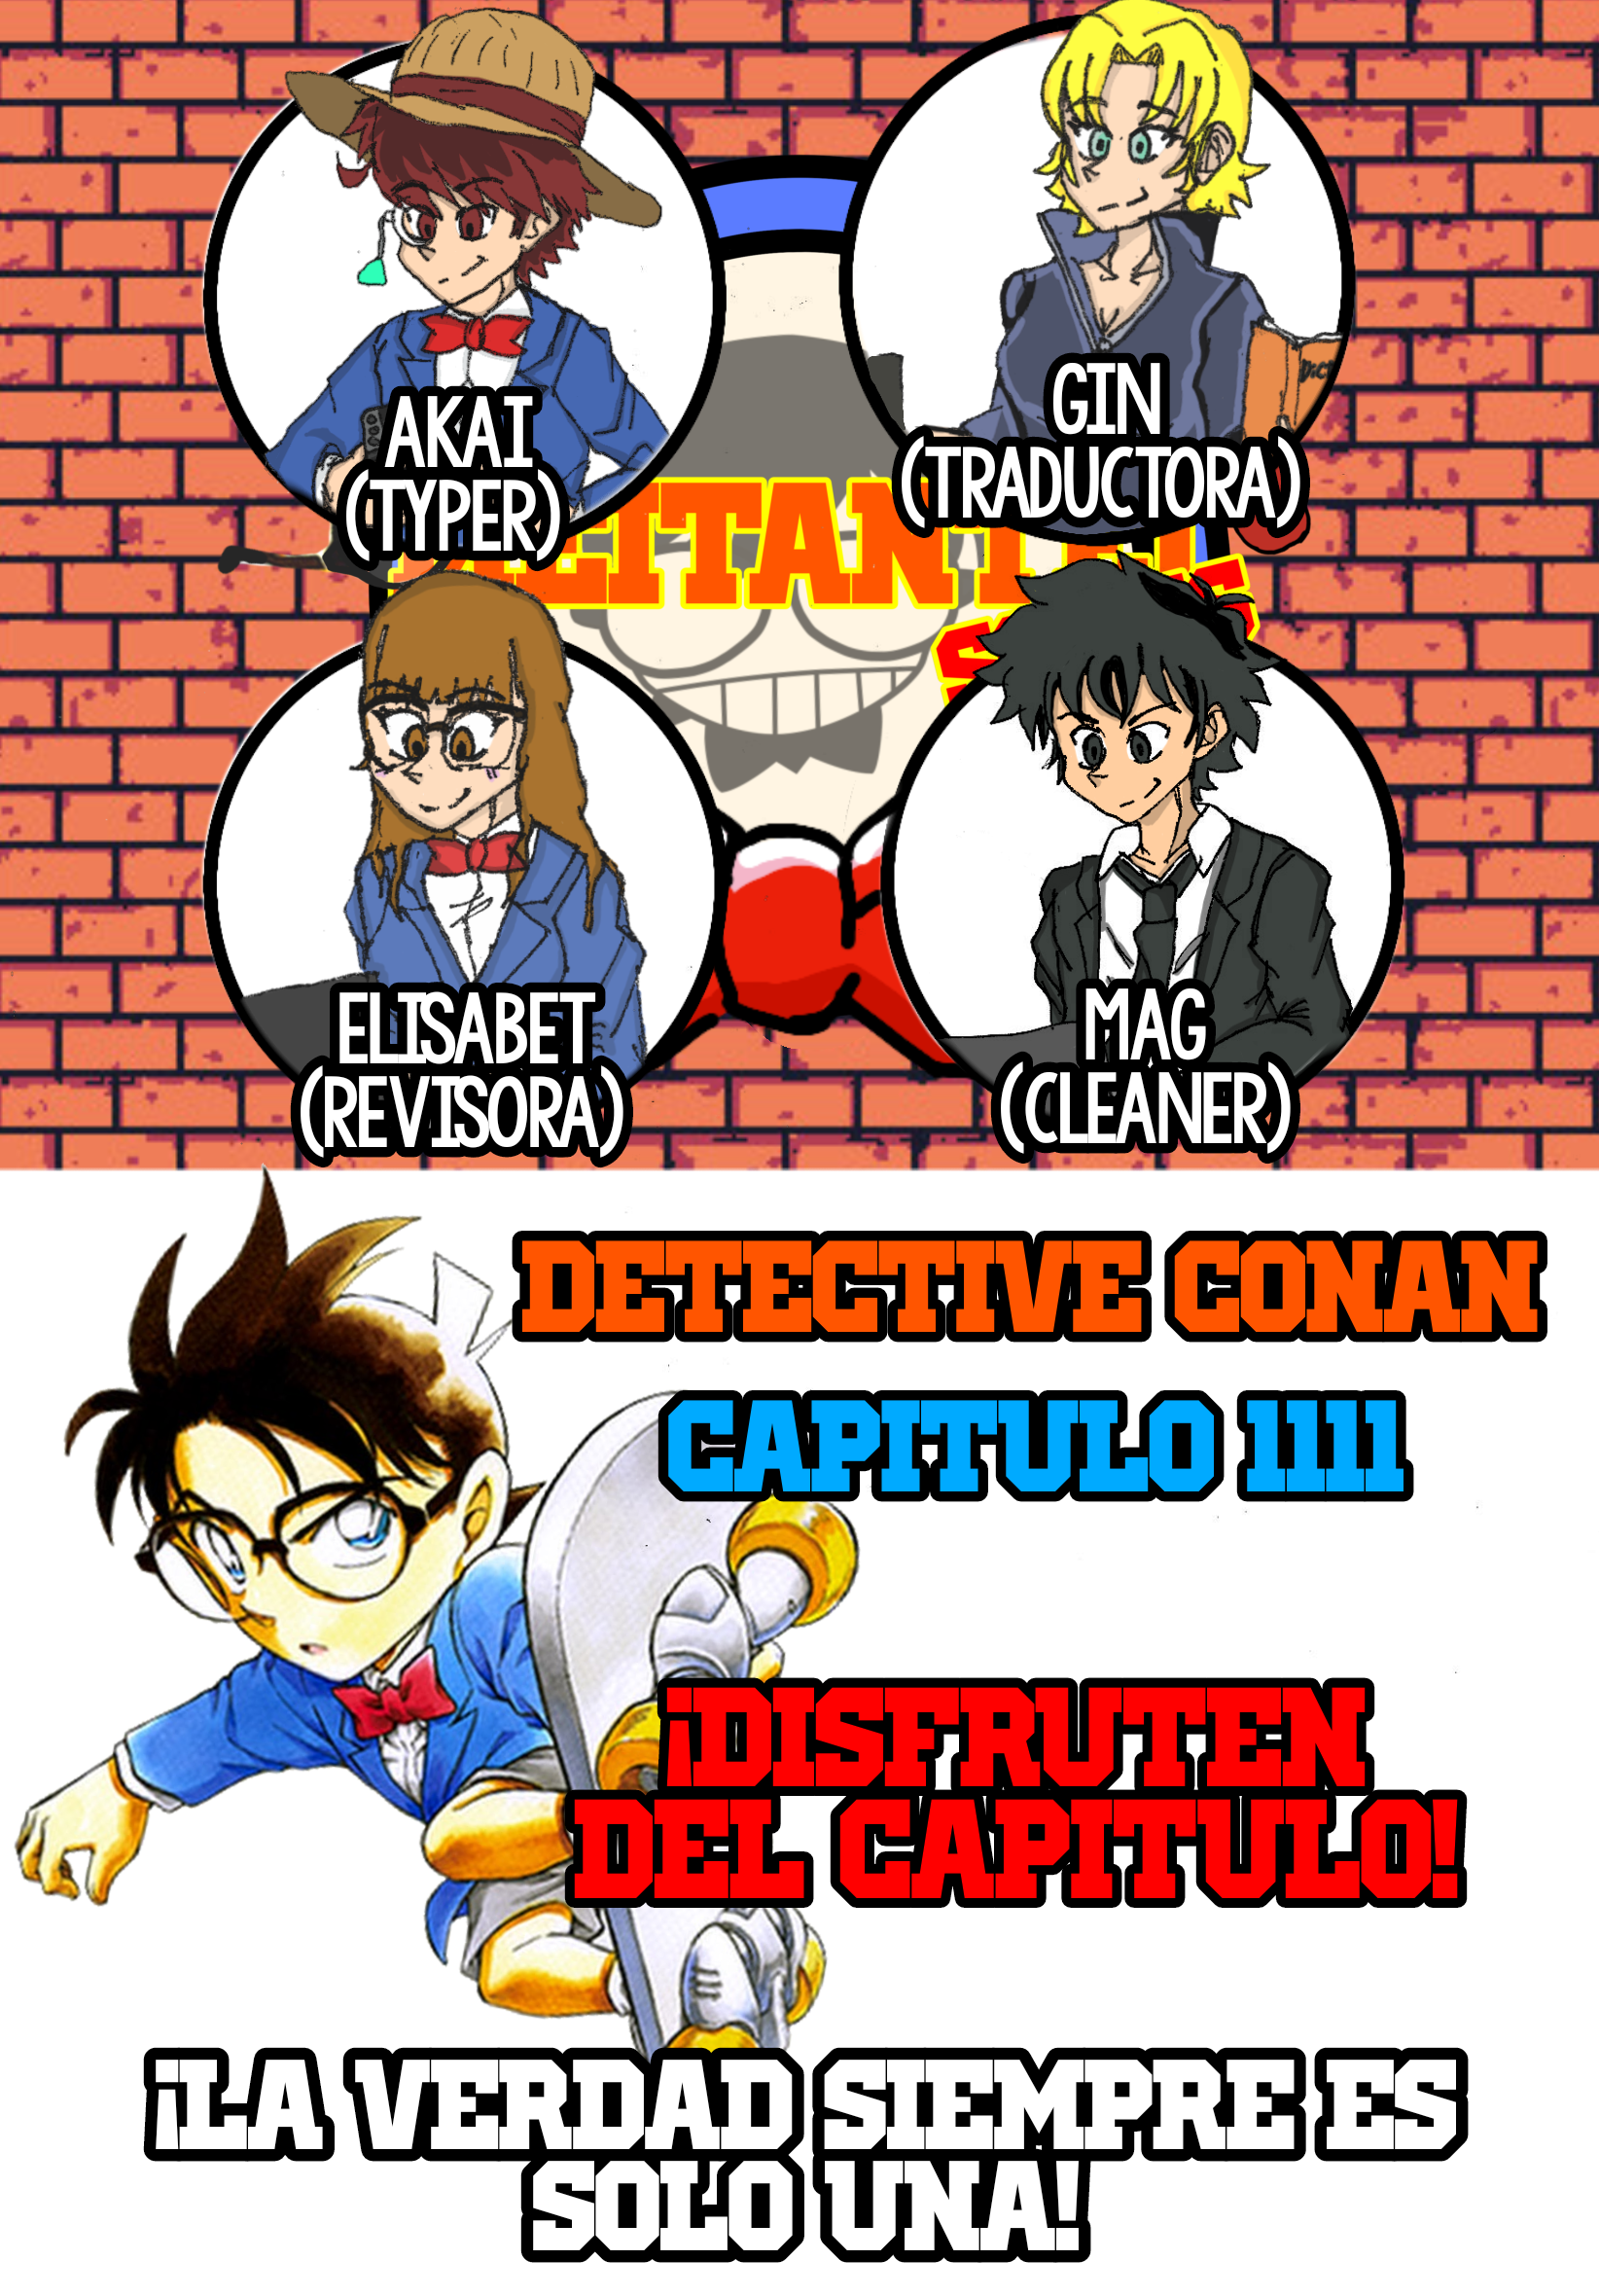 AKAI
(TYPER)
GIN
(TRADUCTORA)
ELISABET
(REVISORA)
MAG
(CLEANER)
DETECTIVE CONAN
CAPITULO 1111
¡DISFRUTEN
DEL CAPITULO!
¡LA VERDAD SIEMPRE ES
SOLO UNA!